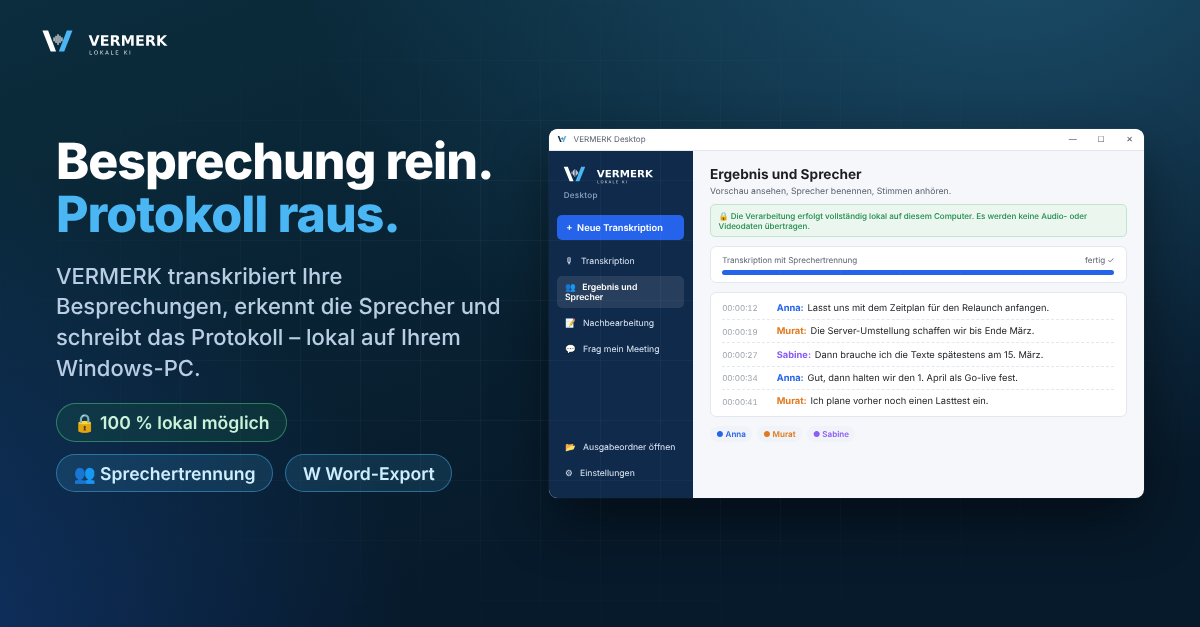 VERMERK
LOKALE KI
Besprechung rein.
Protokoll raus.
VERMERK transkribiert Ihre
Besprechungen, erkennt die Sprecher und
schreibt das Protokoll – lokal auf Ihrem
Windows-PC.
🔒 100 % lokal möglich
👥 Sprechertrennung
W Word-Export
VERMERK Desktop
VERMERK
LOKALE KI
Desktop
+ Neue Transkription
🎙 Transkription
👥 Ergebnis und
Sprecher
📝 Nachbearbeitung
💬 Frag mein Meeting
📂 Ausgabeordner öffnen
⚙ Einstellungen
Ergebnis und Sprecher
Vorschau ansehen, Sprecher benennen, Stimmen anhören.
🔒 Die Verarbeitung erfolgt vollständig lokal auf diesem Computer. Es werden keine Audio- oder
Videodaten übertragen.
Transkription mit Sprechertrennung fertig ✓
00:00:12 Anna: Lasst uns mit dem Zeitplan für den Relaunch anfangen.
00:00:19 Murat: Die Server-Umstellung schaffen wir bis Ende März.
00:00:27 Sabine: Dann brauche ich die Texte spätestens am 15. März.
00:00:34 Anna: Gut, dann halten wir den 1. April als Go-live fest.
00:00:41 Murat: Ich plane vorher noch einen Lasttest ein.
Anna Murat Sabine